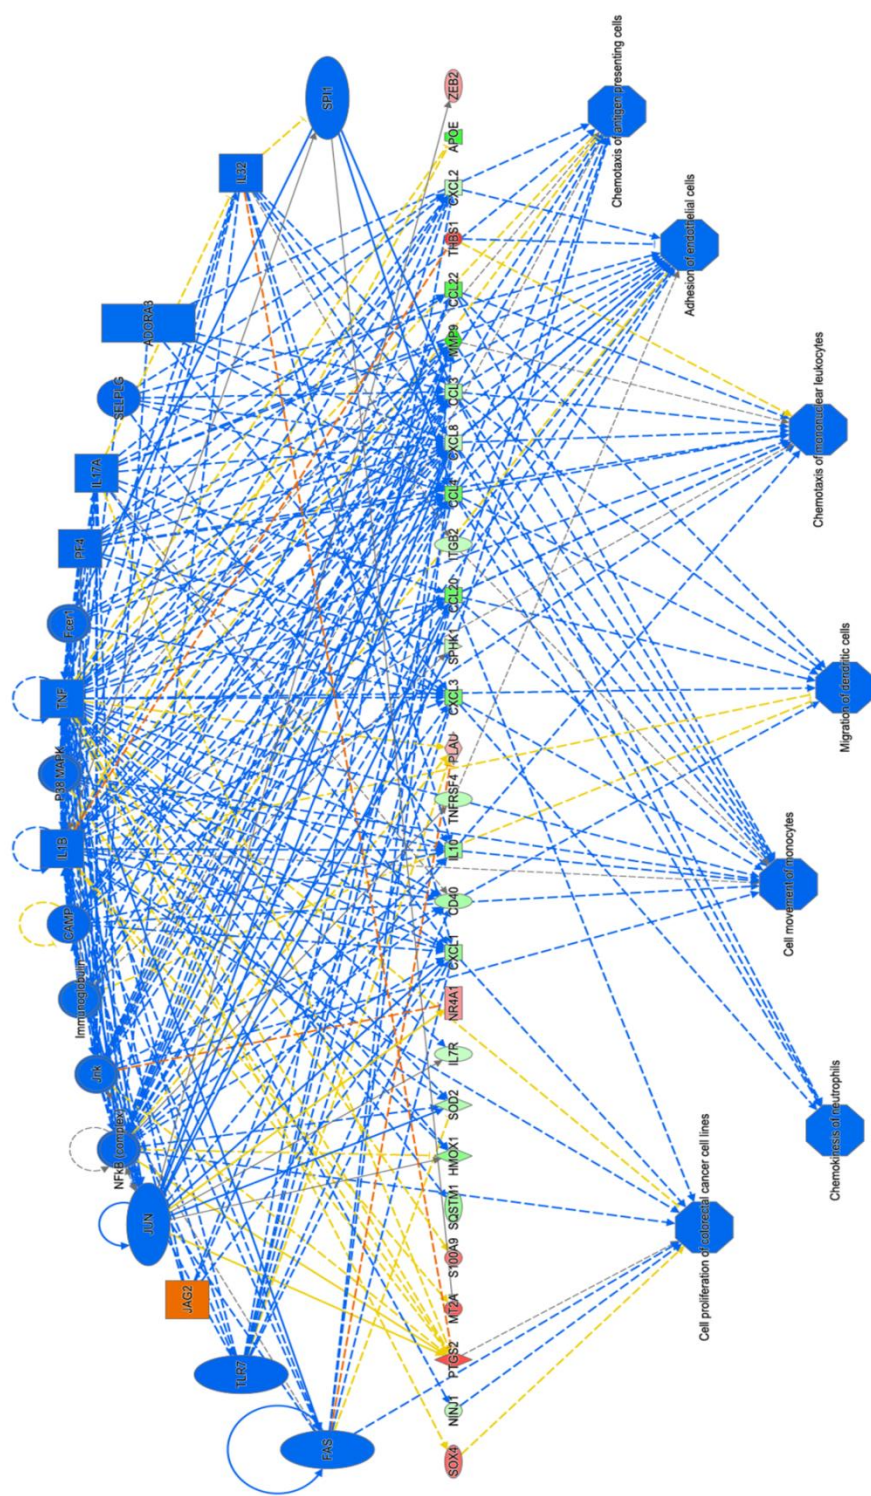 FAS
TLR7
JAG2
JUN
NFkB (complex)
Jnk
Immunoglobulin
CAMP
IL1B
P38 MAPK
TNF
Fcer1
PF4
IL17A
SELPLG
ADORA3
IL32
SPI1
SOX4
NINJ1
PTGS2
MT2A
S100A9
SQSTM1
HMOX1
SOD2
IL7R
NR4A1
CXCL1
CD40
IL10
TNFRSF4
PLAU
CXCL3
SPHK1
CCL20
ITGB2
CCL4
CXCL8
CCL3
MMP9
CCL22
THBS1
CXCL2
APOE
ZEB2
Cell proliferation of colorectal cancer cell lines
Chemokinesis of neutrophils
Cell movement of monocytes
Migration of dendritic cells
Chemotaxis of mononuclear leukocytes
Adhesion of endothelial cells
Chemotaxis of antigen presenting cells